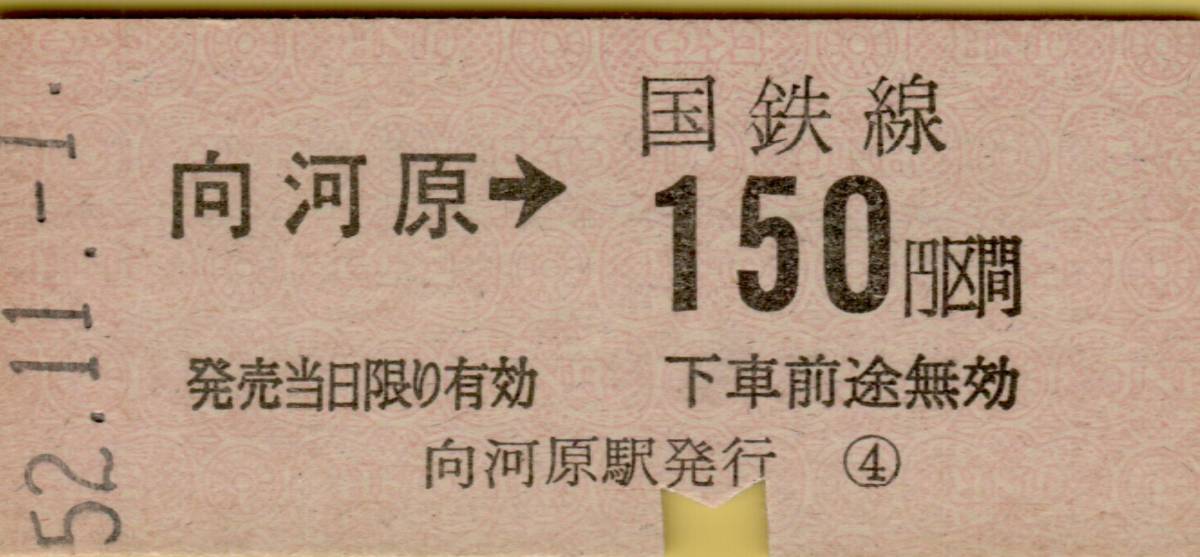 国鉄線
向河原→150円区間
発売当日限り有効 下車前途無効
向河原駅発行 ④
52.11.-1.